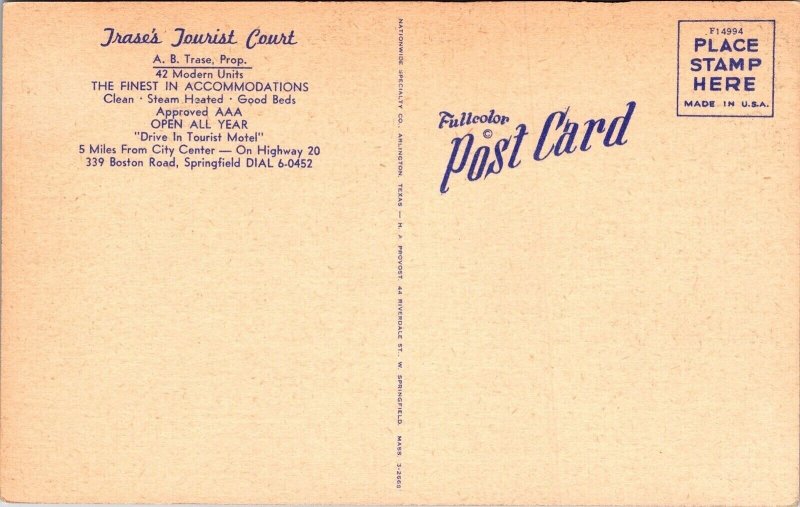 Trase's Tourist Court
A. B. Trase, Prop.
42 Modern Units
THE FINEST IN ACCOMMODATIONS
Clean · Steam Heated · Good Beds
Approved AAA
OPEN ALL YEAR
"Drive In Tourist Motel"
5 Miles From City Center — On Highway 20
339 Boston Road, Springfield DIAL 6-0452
NATIONWIDE SPECIALTY CO. ARLINGTON, TEXAS — H. A. PROVOST, 44 RIVERDALE ST., W. SPRINGFIELD, MASS.
Fullcolor
©
Post Card
F14994
PLACE
STAMP
HERE
MADE IN U.S.A.